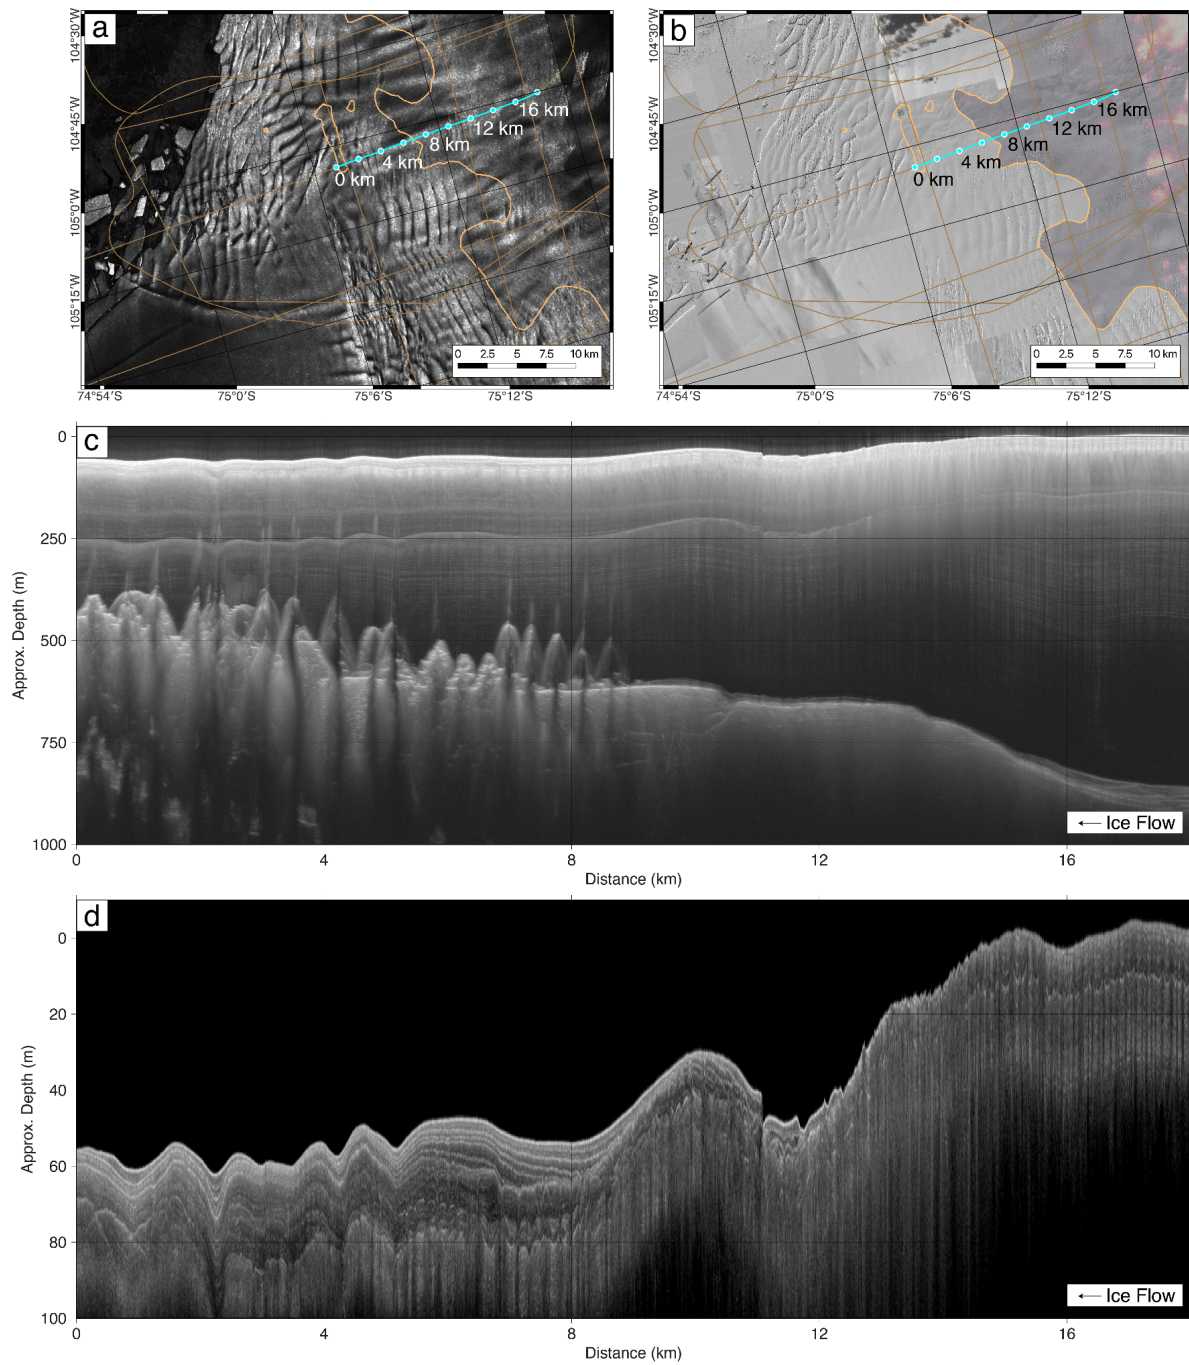 a
104°30′W
104°45′W
105°0′W
105°15′W
0 km
4 km
8 km
12 km
16 km
0 2.5 5 7.5 10 km
74°54′S 75°0′S 75°6′S 75°12′S
b
104°30′W
104°45′W
105°0′W
105°15′W
0 km
4 km
8 km
12 km
16 km
0 2.5 5 7.5 10 km
74°54′S 75°0′S 75°6′S 75°12′S
c
Approx. Depth (m)
0
250
500
750
1000
← Ice Flow
0 4 8 12 16
Distance (km)
d
Approx. Depth (m)
0
20
40
60
80
100
← Ice Flow
0 4 8 12 16
Distance (km)